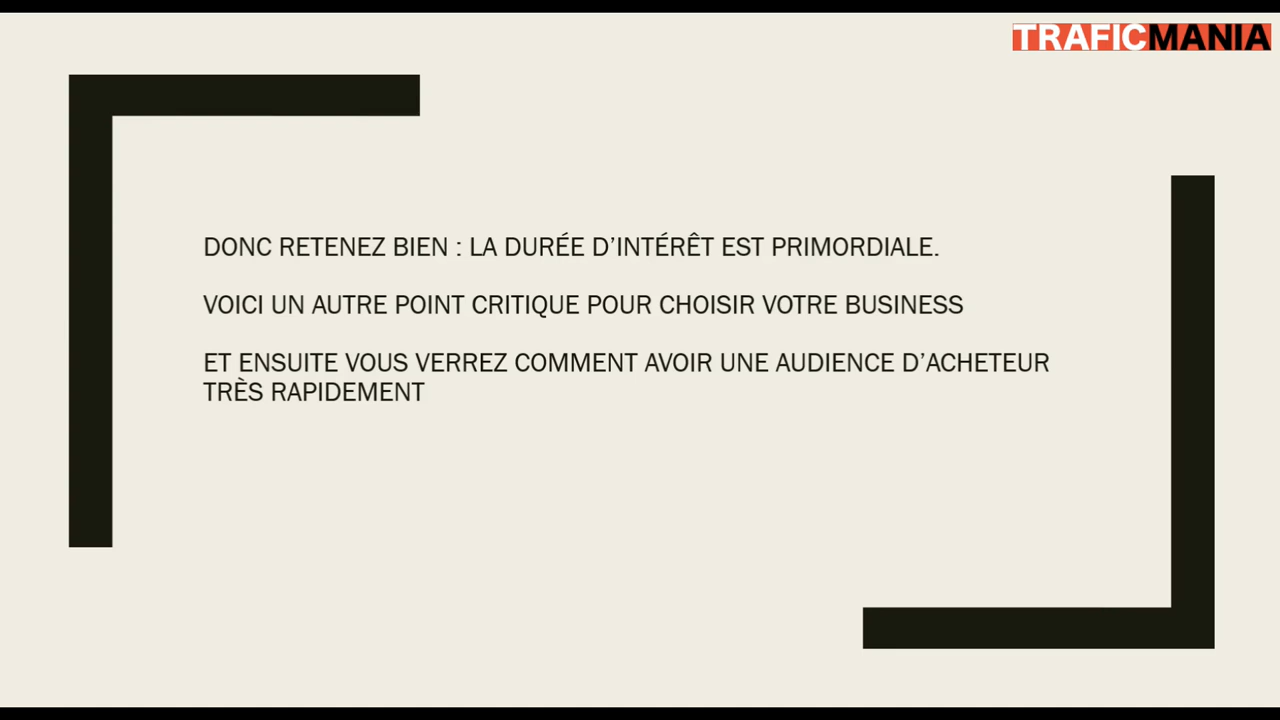 TRAFICMANIA
DONC RETENEZ BIEN : LA DURÉE D’INTÉRÊT EST PRIMORDIALE.
VOICI UN AUTRE POINT CRITIQUE POUR CHOISIR VOTRE BUSINESS
ET ENSUITE VOUS VERREZ COMMENT AVOIR UNE AUDIENCE D’ACHETEUR
TRÈS RAPIDEMENT